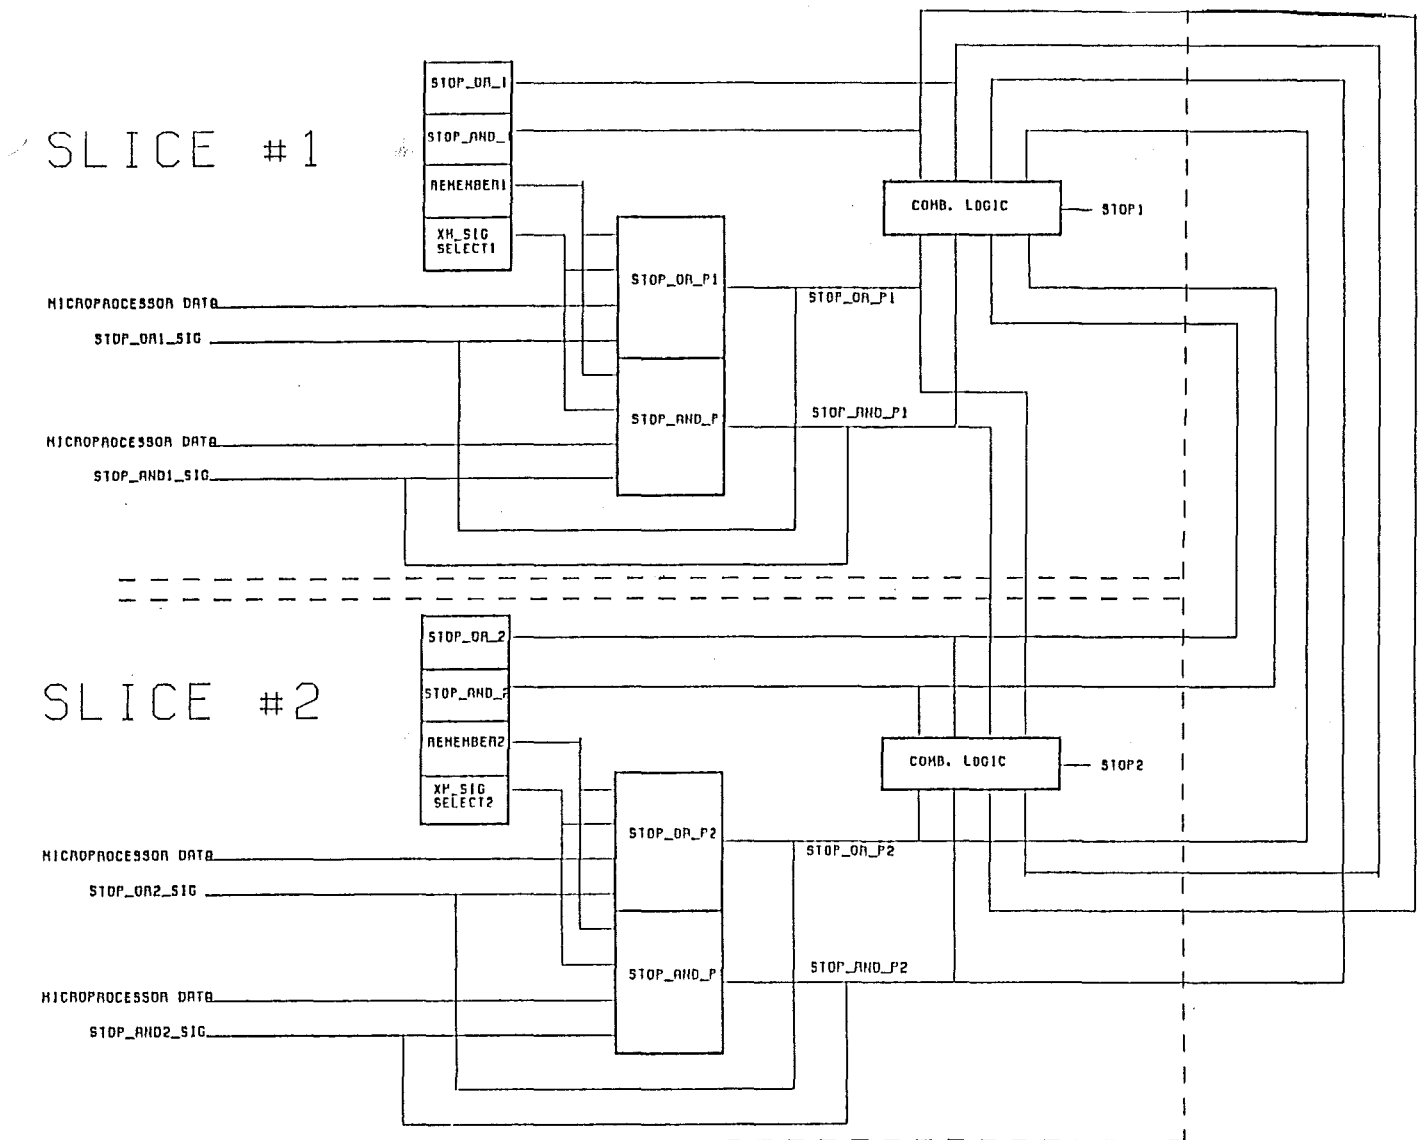 STOP_OR_1
STOP_AND_1
SLICE #1
REMEMBER1
COMB. LOGIC
STOP1
XM_SIG
SELECT1
STOP_OR_P1
STOP_OR_P1
MICROPROCESSOR DATA
STOP_OR1_SIG
STOP_AND_P1
STOP_AND_P
MICROPROCESSOR DATA
STOP_AND1_SIG
STOP_OR_2
SLICE #2
STOP_AND_2
REMEMBER2
COMB. LOGIC
STOP2
XM_SIG
SELECT2
STOP_OR_P2
STOP_OR_P2
MICROPROCESSOR DATA
STOP_OR2_SIG
STOP_AND_P2
STOP_AND_P
MICROPROCESSOR DATA
STOP_AND2_SIG